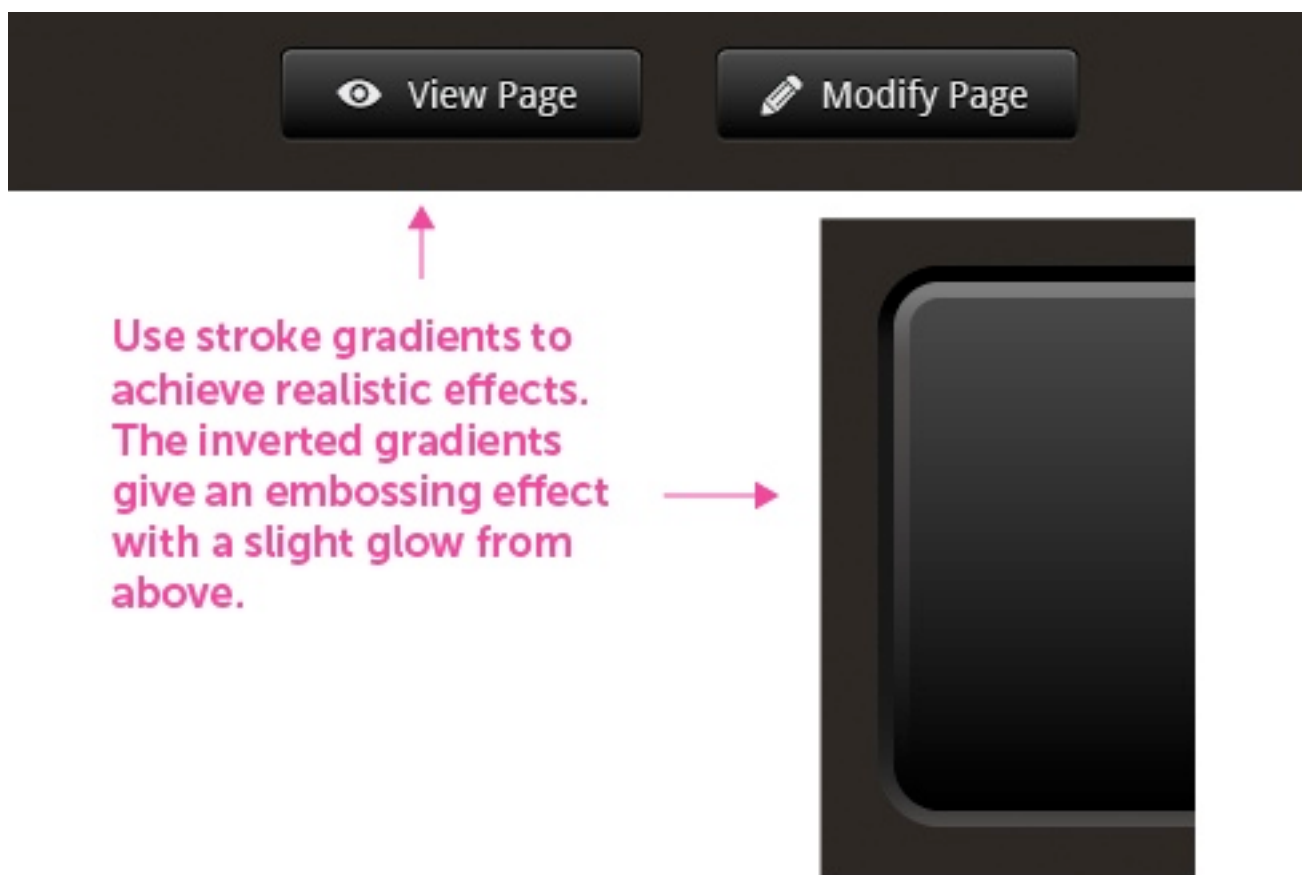 View Page
Modify Page
Use stroke gradients to
achieve realistic effects.
The inverted gradients
give an embossing effect
with a slight glow from
above.